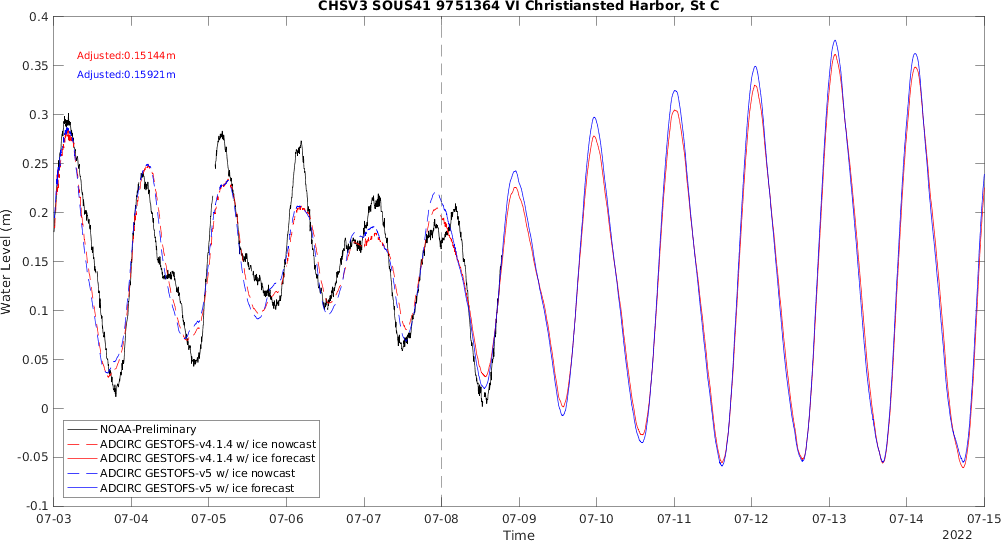 CHSV3 SOUS41 9751364 VI Christiansted Harbor, St C
Adjusted:0.15144m
Adjusted:0.15921m
0.4
0.35
0.3
0.25
0.2
0.15
0.1
0.05
0
-0.05
-0.1
Water Level (m)
NOAA-Preliminary
ADCIRC GESTOFS-v4.1.4 w/ ice nowcast
ADCIRC GESTOFS-v4.1.4 w/ ice forecast
ADCIRC GESTOFS-v5 w/ ice nowcast
ADCIRC GESTOFS-v5 w/ ice forecast
07-03 07-04 07-05 07-06 07-07 07-08 07-09 07-10 07-11 07-12 07-13 07-14 07-15
Time
2022